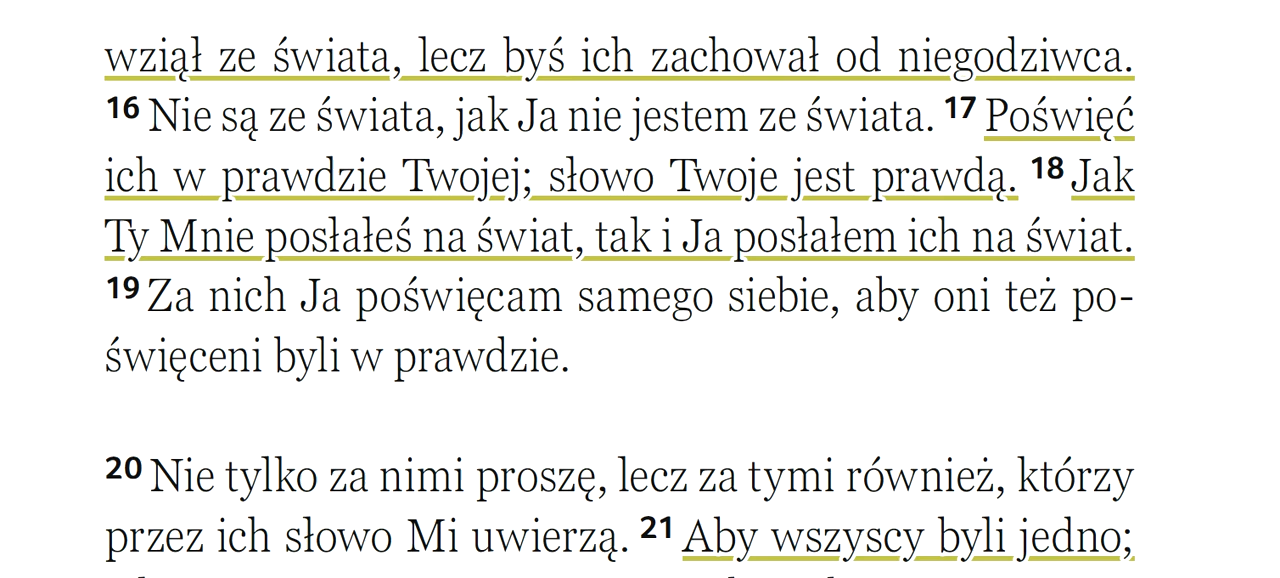 wziął ze świata, lecz byś ich zachował od niegodziwca.
16 Nie są ze świata, jak Ja nie jestem ze świata. 17 Poświęć
ich w prawdzie Twojej; słowo Twoje jest prawdą. 18 Jak
Ty Mnie posłałeś na świat, tak i Ja posłałem ich na świat.
19 Za nich Ja poświęcam samego siebie, aby oni też po-
święceni byli w prawdzie.
20 Nie tylko za nimi proszę, lecz za tymi również, którzy
przez ich słowo Mi uwierzą. 21 Aby wszyscy byli jedno;